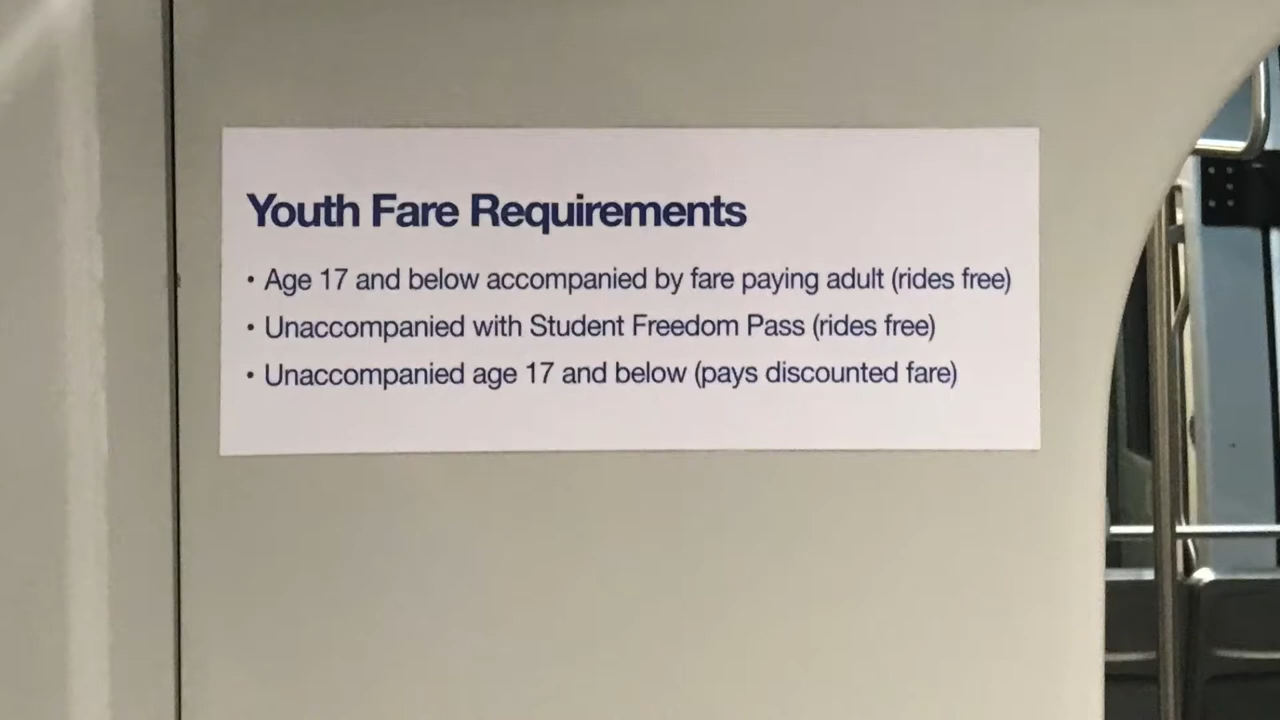 Youth Fare Requirements
• Age 17 and below accompanied by fare paying adult (rides free)
• Unaccompanied with Student Freedom Pass (rides free)
• Unaccompanied age 17 and below (pays discounted fare)